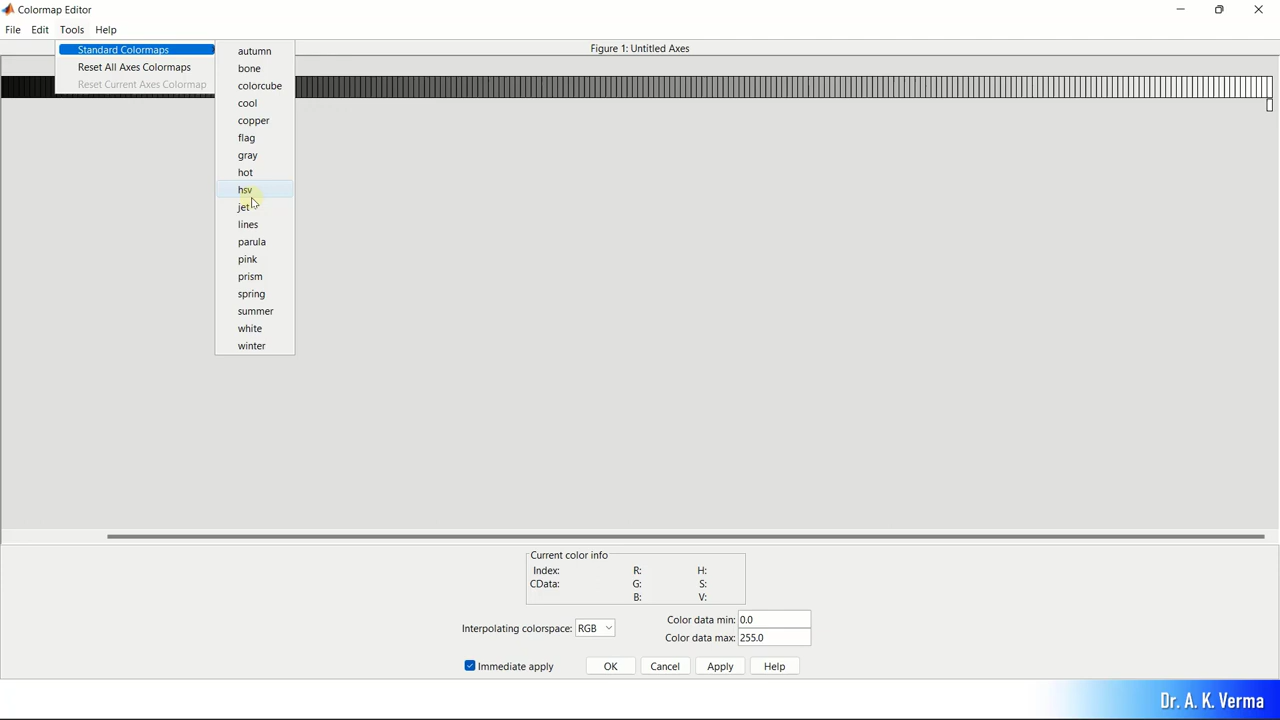 Colormap Editor
File Edit Tools Help
Figure 1: Untitled Axes
Standard Colormaps
Reset All Axes Colormaps
Reset Current Axes Colormap
autumn
bone
colorcube
cool
copper
flag
gray
hot
hsv
jet
lines
parula
pink
prism
spring
summer
white
winter
Current color info
Index: R: H:
CData: G: S:
B: V:
Interpolating colorspace: RGB
Color data min: 0.0
Color data max: 255.0
Immediate apply OK Cancel Apply Help
Dr. A. K. Verma